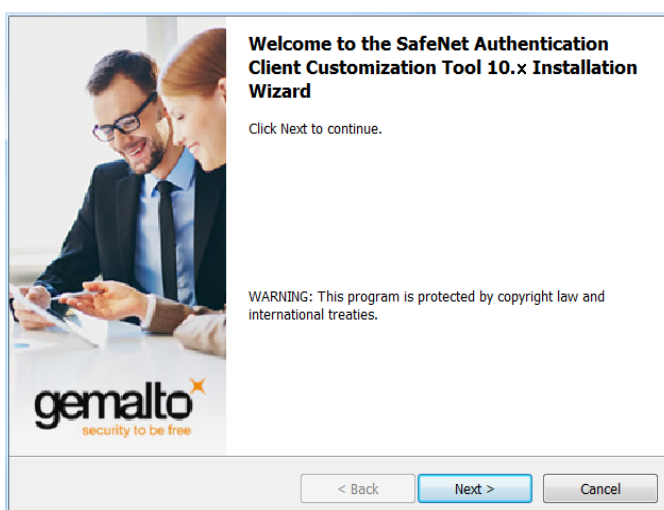 Welcome to the SafeNet Authentication
Client Customization Tool 10.x Installation
Wizard
Click Next to continue.
WARNING: This program is protected by copyright law and
international treaties.
gemalto
security to be free
< Back
Next >
Cancel